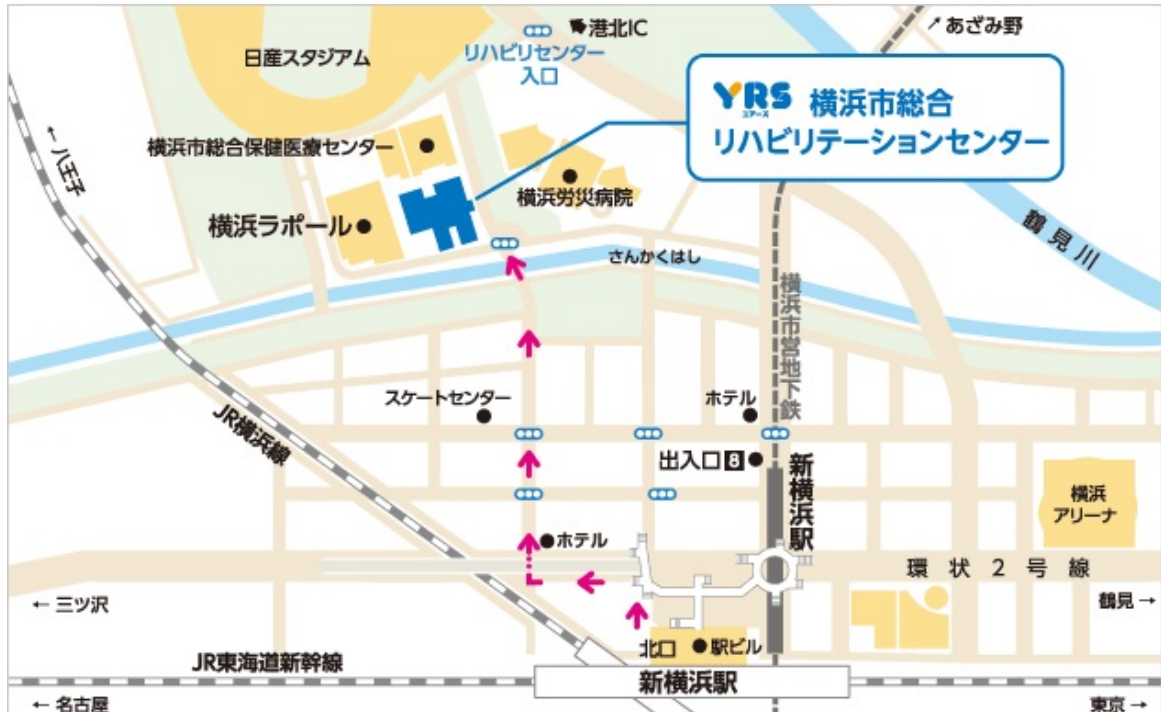 ↗ あざみ野
港北IC
リハビリセンター
入口
日産スタジアム
YRS
ヨアーズ
横浜市総合
リハビリテーションセンター
← 八王子
横浜市総合保健医療センター
横浜労災病院
横浜ラポール
鶴見川
さんかくはし
横浜市営地下鉄
スケートセンター
ホテル
JR横浜線
出入口 8
新横浜駅
横浜
アリーナ
ホテル
環状2号線
← 三ツ沢
鶴見 →
北口
駅ビル
JR東海道新幹線
新横浜駅
← 名古屋
東京 →